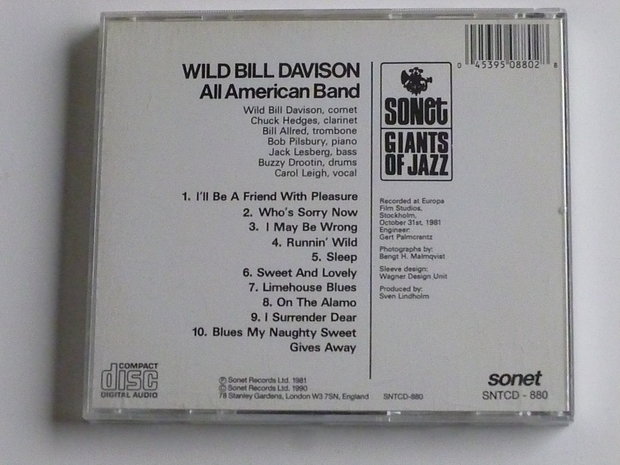 WILD BILL DAVISON
All American Band
Wild Bill Davison, cornet
Chuck Hedges, clarinet
Bill Allred, trombone
Bob Pilsbury, piano
Jack Lesberg, bass
Buzzy Drootin, drums
Carol Leigh, vocal
1. I'll Be A Friend With Pleasure
2. Who's Sorry Now
3. I May Be Wrong
4. Runnin' Wild
5. Sleep
6. Sweet And Lovely
7. Limehouse Blues
8. On The Alamo
9. I Surrender Dear
10. Blues My Naughty Sweet
Gives Away
COMPACT
disc
DIGITAL AUDIO
Ⓟ Sonet Records Ltd. 1981
© Sonet Records Ltd. 1990
78 Stanley Gardens, London W3 7SN, England
SNTCD-880
0 45395 08802 8
SONet
GIANTS
OF JAZZ
Recorded at Europa
Film Studios,
Stockholm,
October 31st, 1981
Engineer:
Gert Palmcrantz
Photographs by:
Bengt H. Malmqvist
Sleeve design:
Wagner Design Unit
Produced by:
Sven Lindholm
sonet
SNTCD - 880